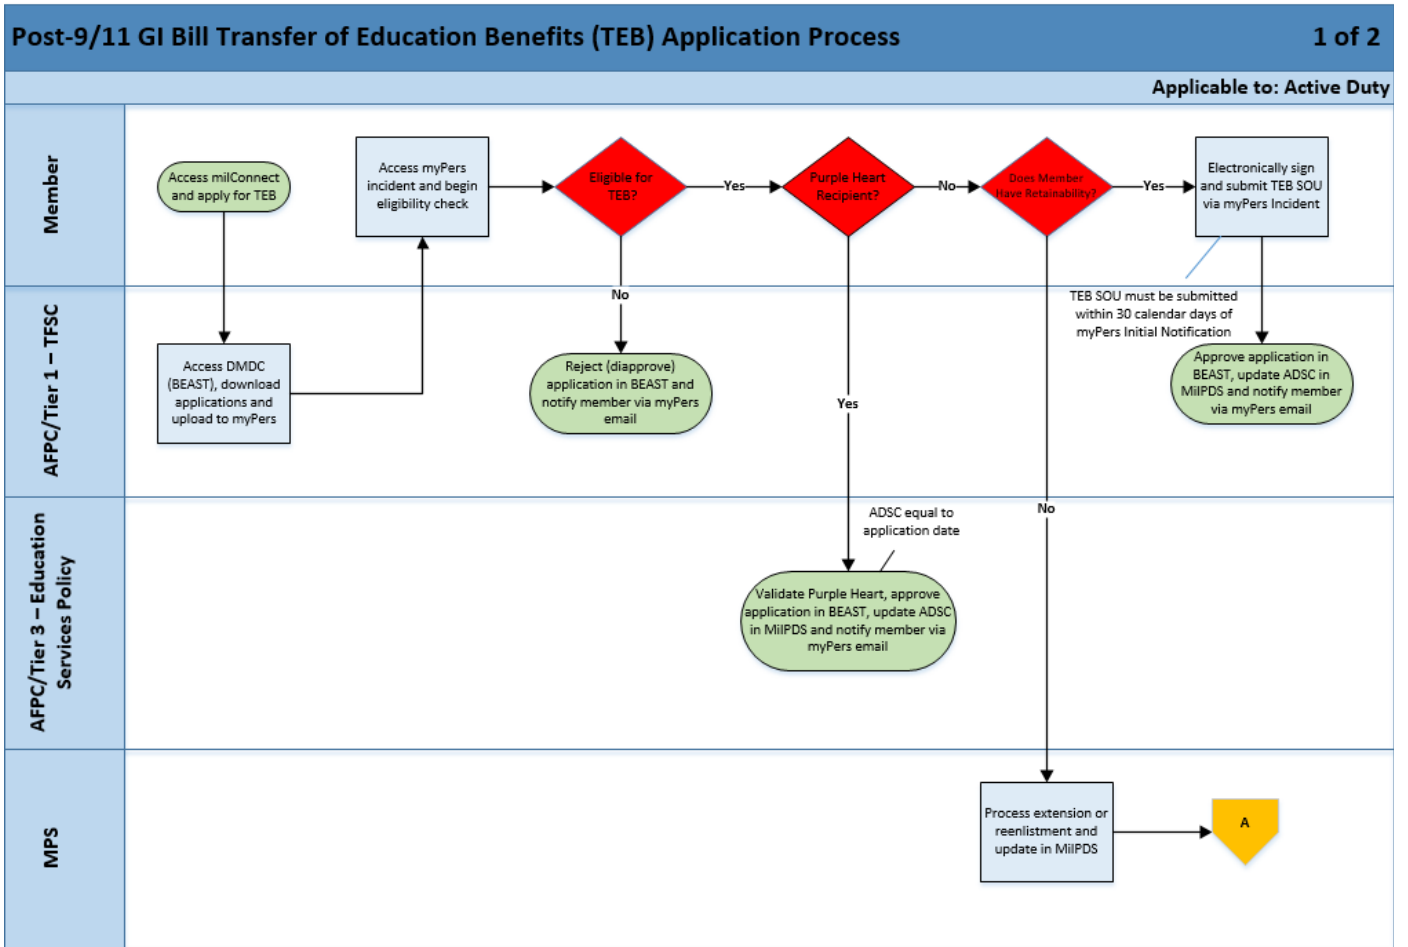 Post-9/11 GI Bill Transfer of Education Benefits (TEB) Application Process
1 of 2
Applicable to: Active Duty
Member
Access milConnect
and apply for TEB
Access myPers
incident and begin
eligibility check
Eligible for
TEB?
Yes
Purple Heart
Recipient?
No
Does Member
Have Retainability?
Yes
Electronically sign
and submit TEB SOU
via myPers Incident
No
TEB SOU must be submitted
within 30 calendar days of
myPers Initial Notification
AFPC/Tier 1 – TFSC
Access DMDC
(BEAST), download
applications and
upload to myPers
Reject (diapprove)
application in BEAST and
notify member via myPers
email
Yes
Approve application in
BEAST, update ADSC in
MilPDS and notify member
via myPers email
AFPC/Tier 3 – Education
Services Policy
ADSC equal to
application date
No
Validate Purple Heart, approve
application in BEAST, update ADSC
in MilPDS and notify member via
myPers email
MPS
Process extension or
reenlistment and
update in MilPDS
A